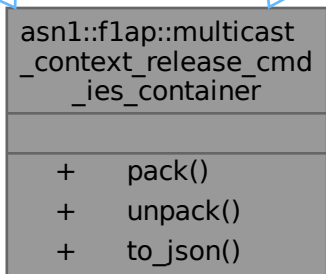 asn1::f1ap::multicast
_context_release_cmd
_ies_container
+ pack()
+ unpack()
+ to_json()